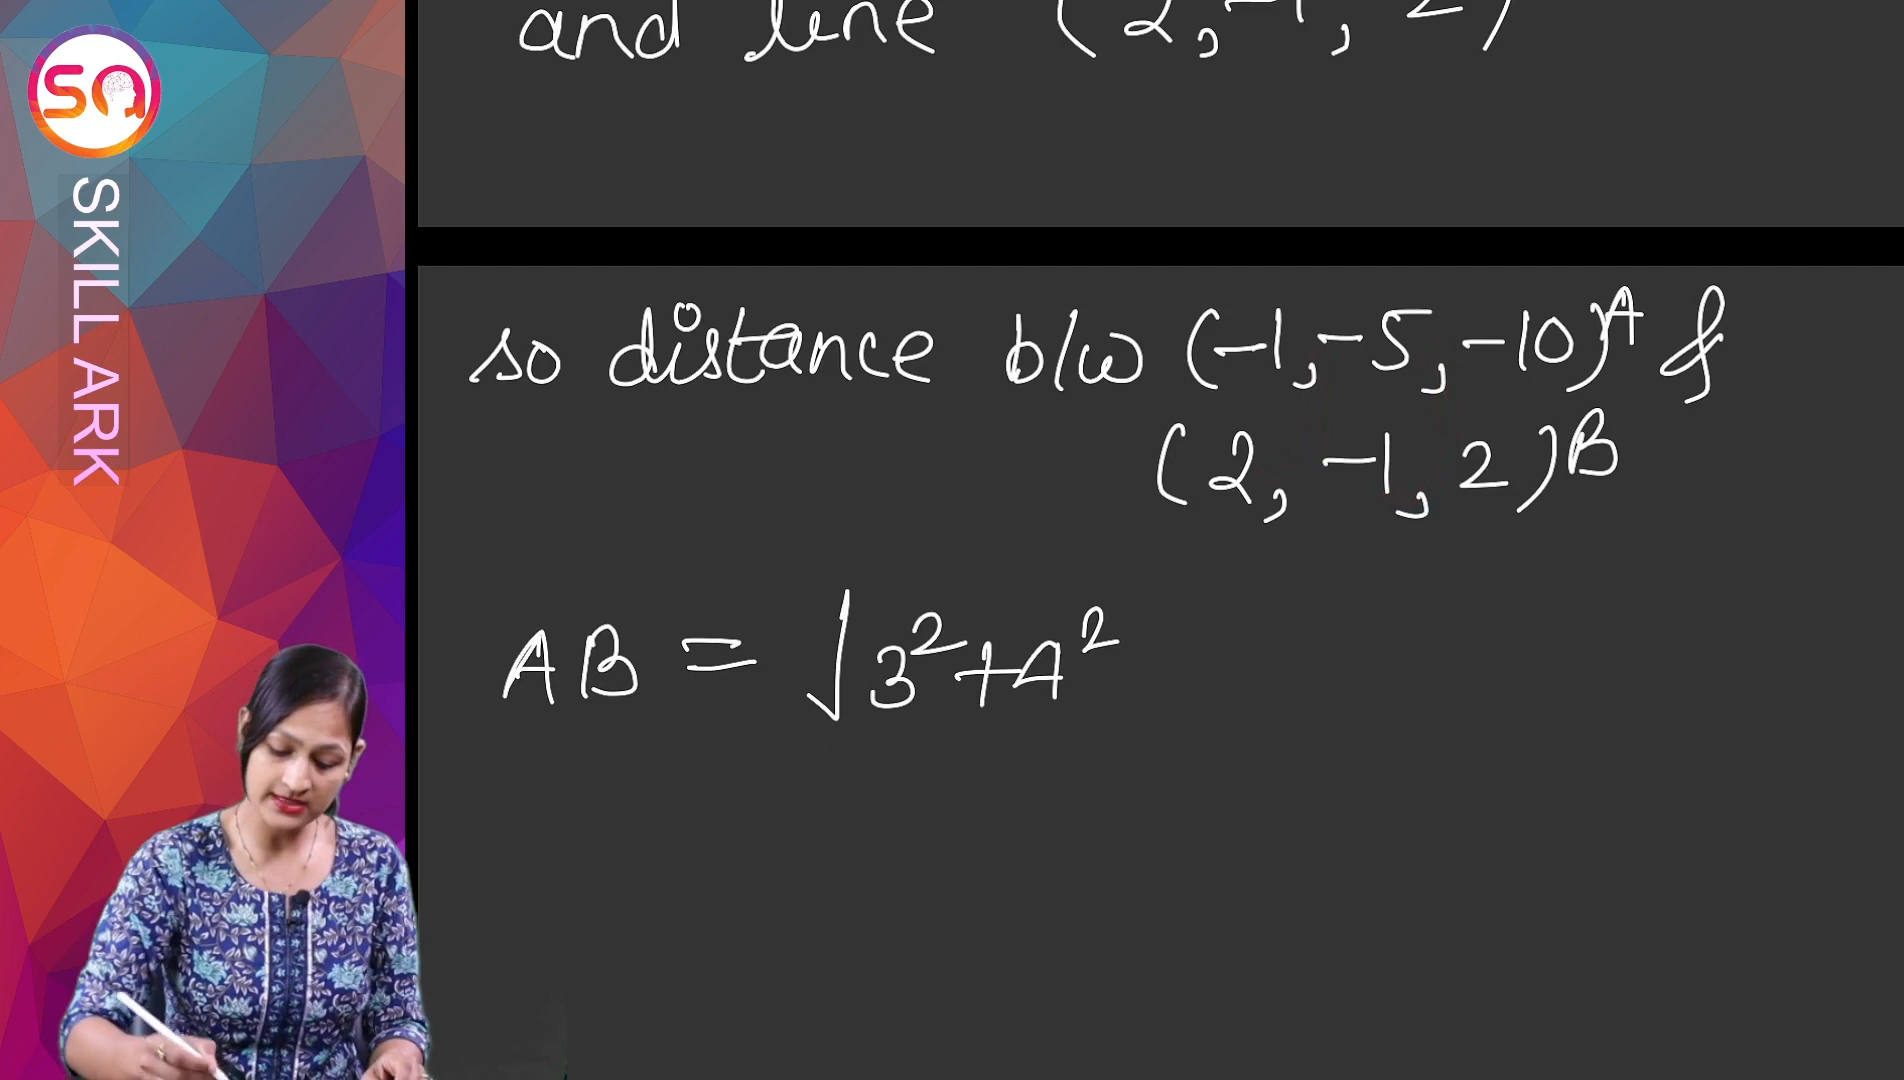 SKILL ARK
and line (2, -1, 2)
so distance b/w (-1, -5, -10) A &
(2, -1, 2) B
AB = √3²+4²